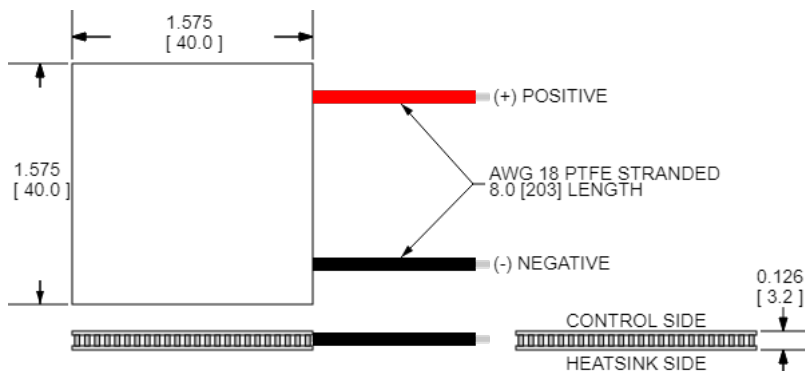 1.575
[ 40.0 ]
(+) POSITIVE
1.575
[ 40.0 ]
AWG 18 PTFE STRANDED
8.0 [203] LENGTH
(-) NEGATIVE
0.126
[ 3.2 ]
CONTROL SIDE
HEATSINK SIDE